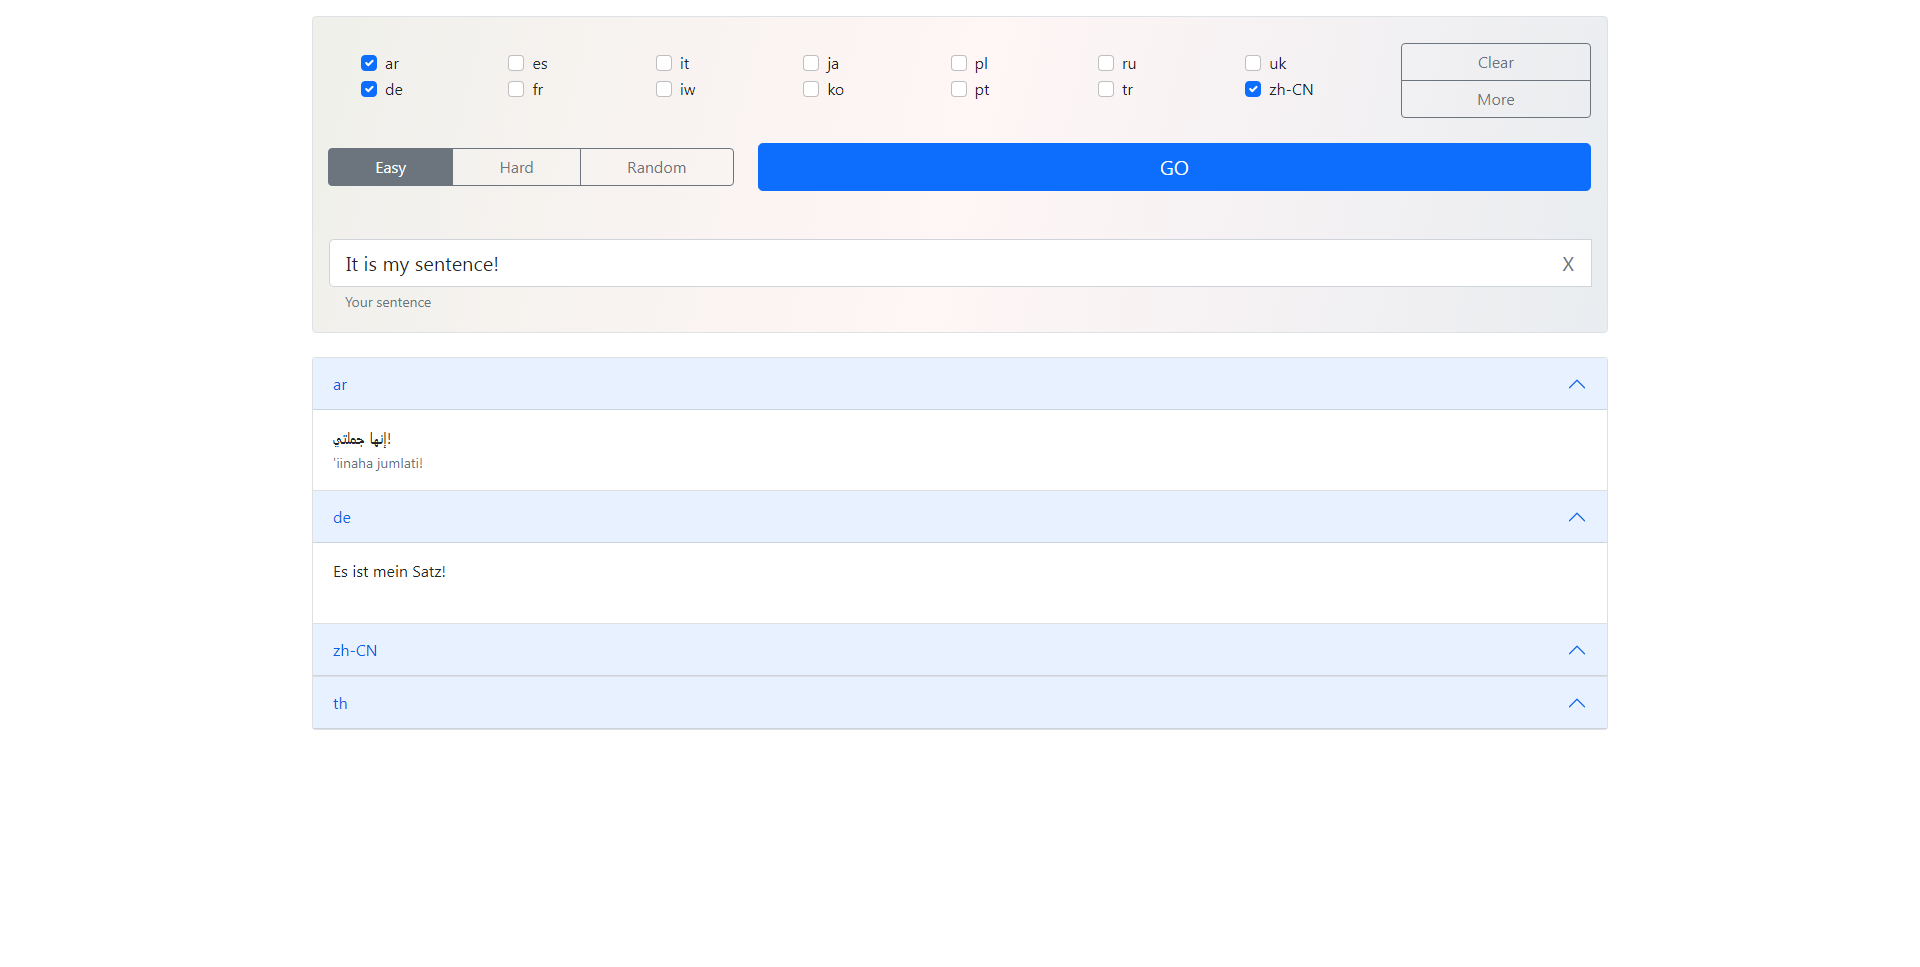 ar es it ja pl ru uk Clear
de fr iw ko pt tr zh-CN More
Easy Hard Random GO
It is my sentence! X
Your sentence
ar
إنها جملتي!
'iinaha jumlati!
de
Es ist mein Satz!
zh-CN
th